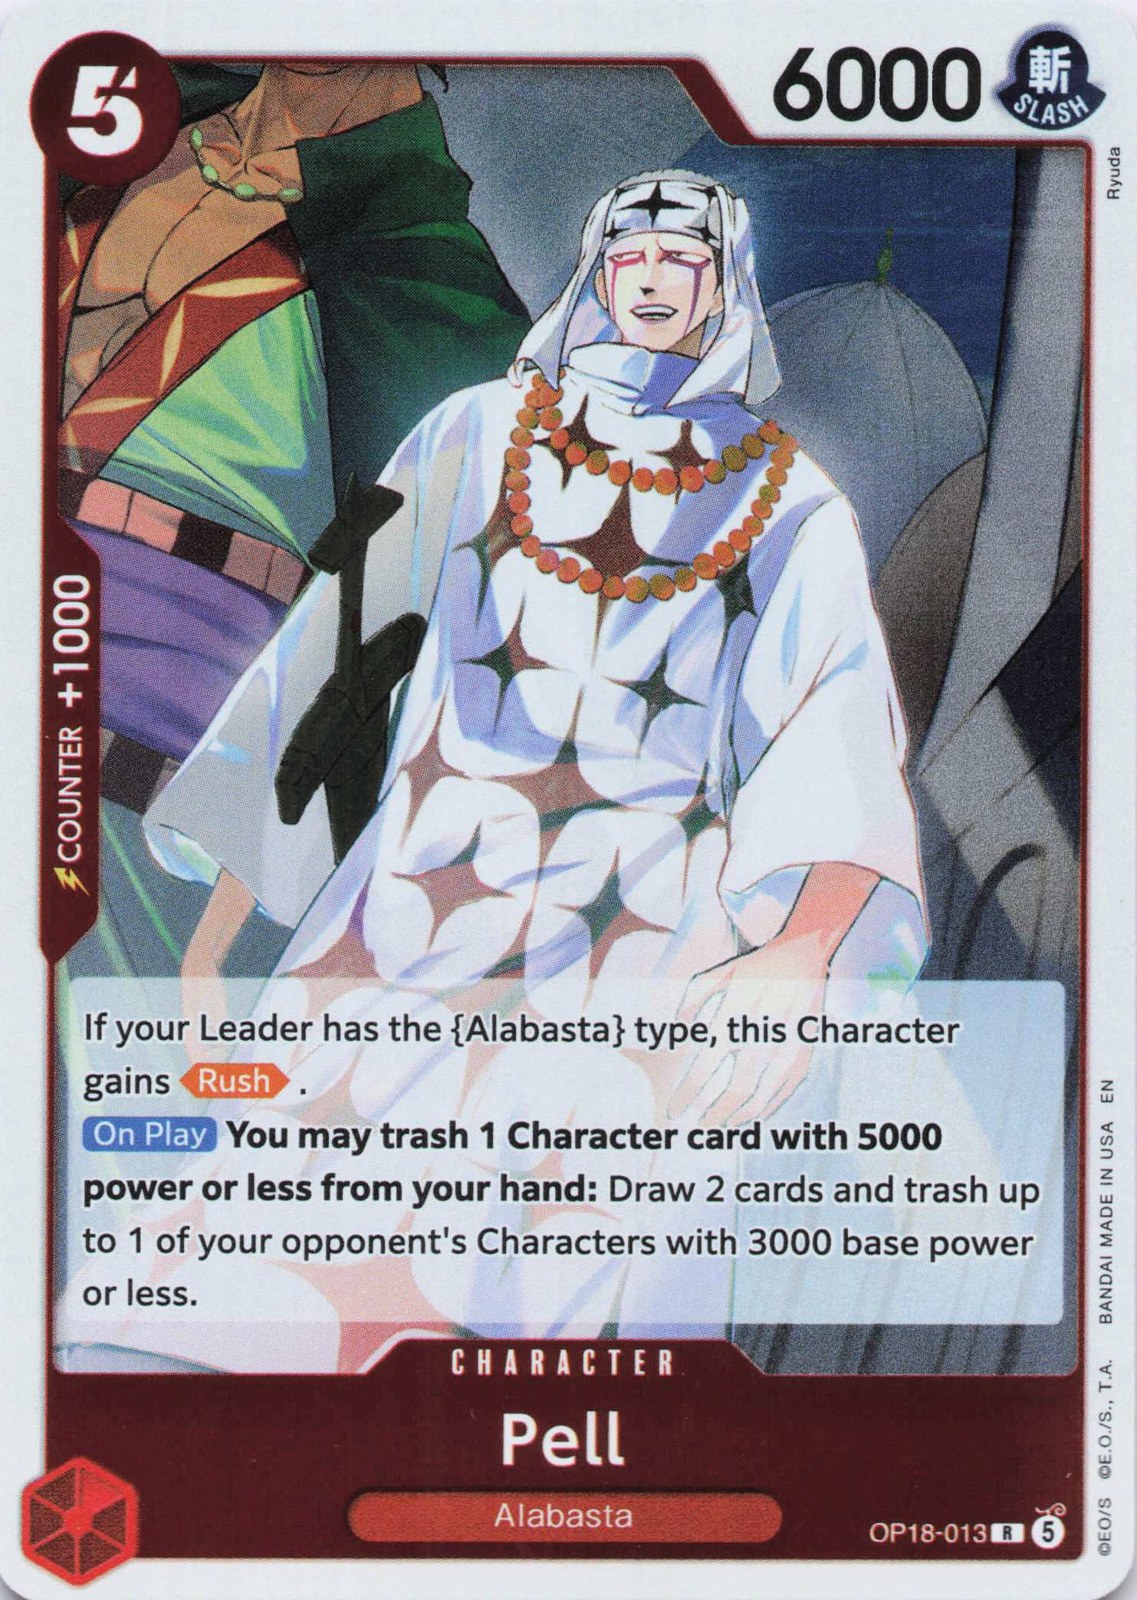 5
6000
斬
SLASH
Ryuda
COUNTER +1000
If your Leader has the {Alabasta} type, this Character
gains Rush .
On Play You may trash 1 Character card with 5000
power or less from your hand: Draw 2 cards and trash up
to 1 of your opponent's Characters with 3000 base power
or less.
CHARACTER
Pell
Alabasta
OP18-013 R 5
©EO/S ©E.O./S., T.A. BANDAI MADE IN USA EN